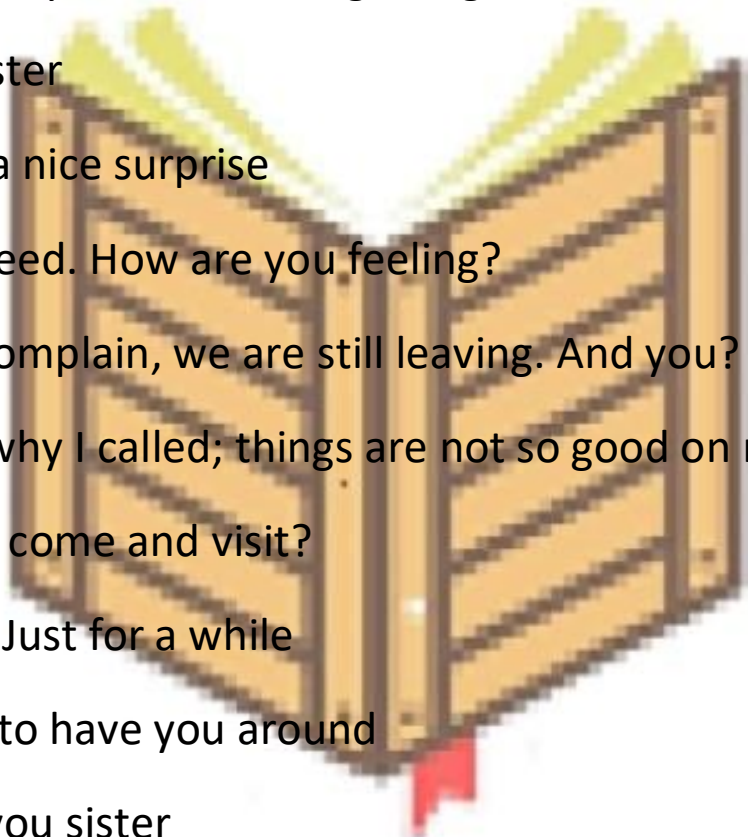 ster
a nice surprise
eed. How are you feeling?
omplain, we are still leaving. And you?
why I called; things are not so good on
come and visit?
Just for a while
to have you around
you sister